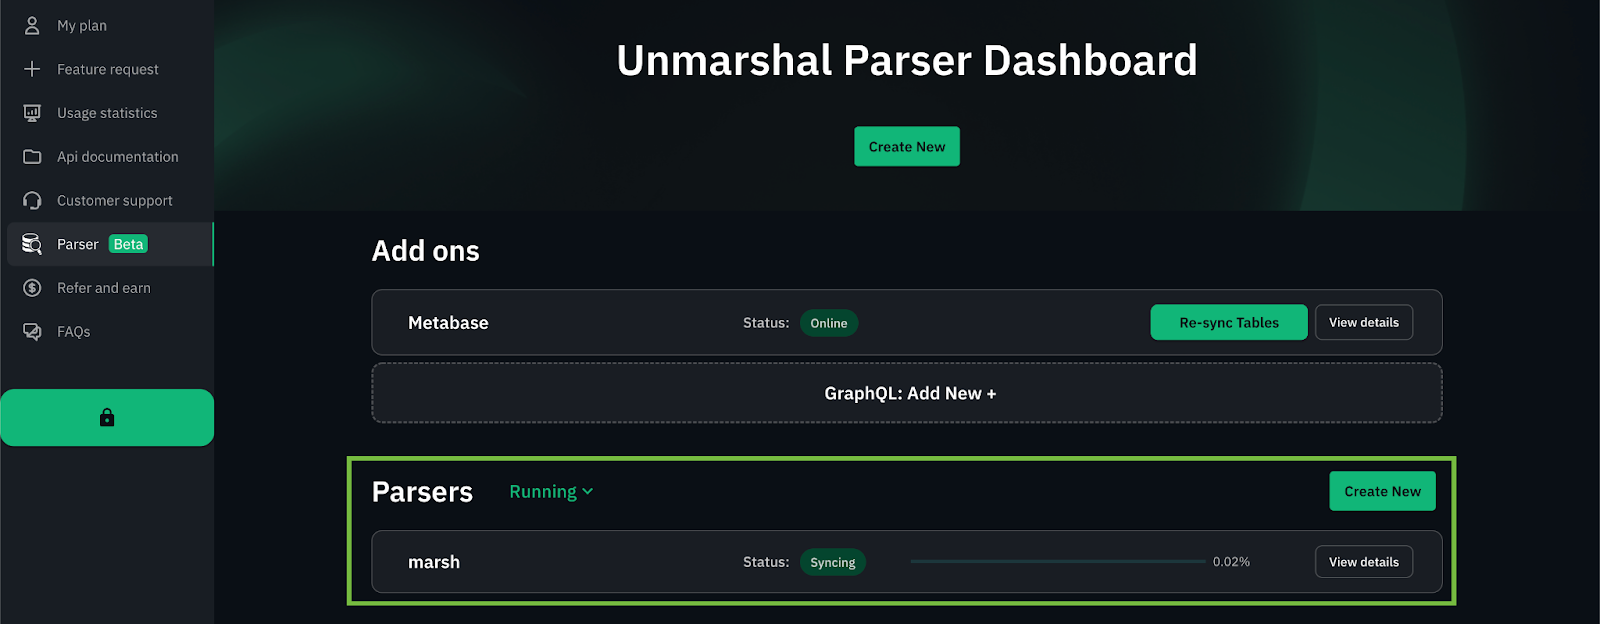 My plan
Feature request
Usage statistics
Api documentation
Customer support
Parser Beta
Refer and earn
FAQs
Unmarshal Parser Dashboard
Create New
Add ons
Metabase Status: Online Re-sync Tables View details
GraphQL: Add New +
Parsers Running Create New
marsh Status: Syncing 0.02% View details